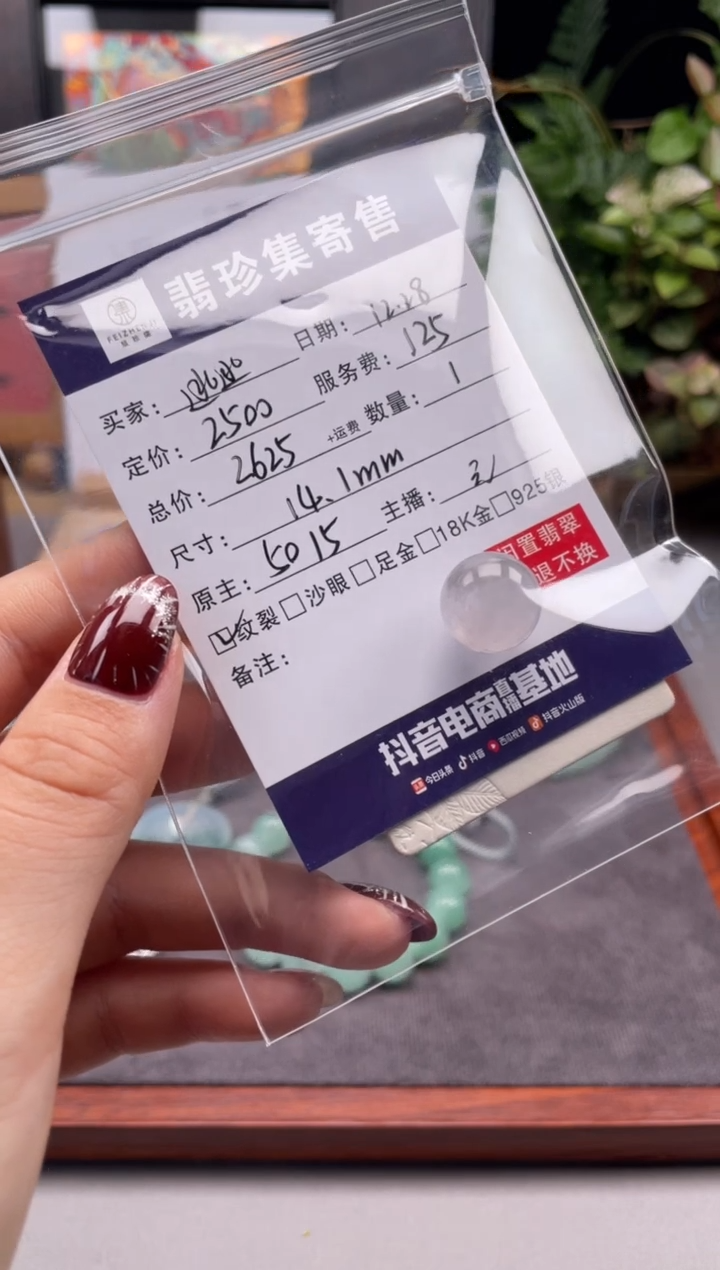 翡珍集寄售
FEIZHENJI
翡珍集
日期：12.28
买家：
服务费：125
定价：2500
+运费
数量：1
总价：2625
尺寸：14.1mm
主播：
原主：5015
☑纹裂□沙眼□足金□18K金□925银
置翡翠
退不换
备注：
抖音电商直播基地
今日头条 抖音 西瓜视频 抖音火山版